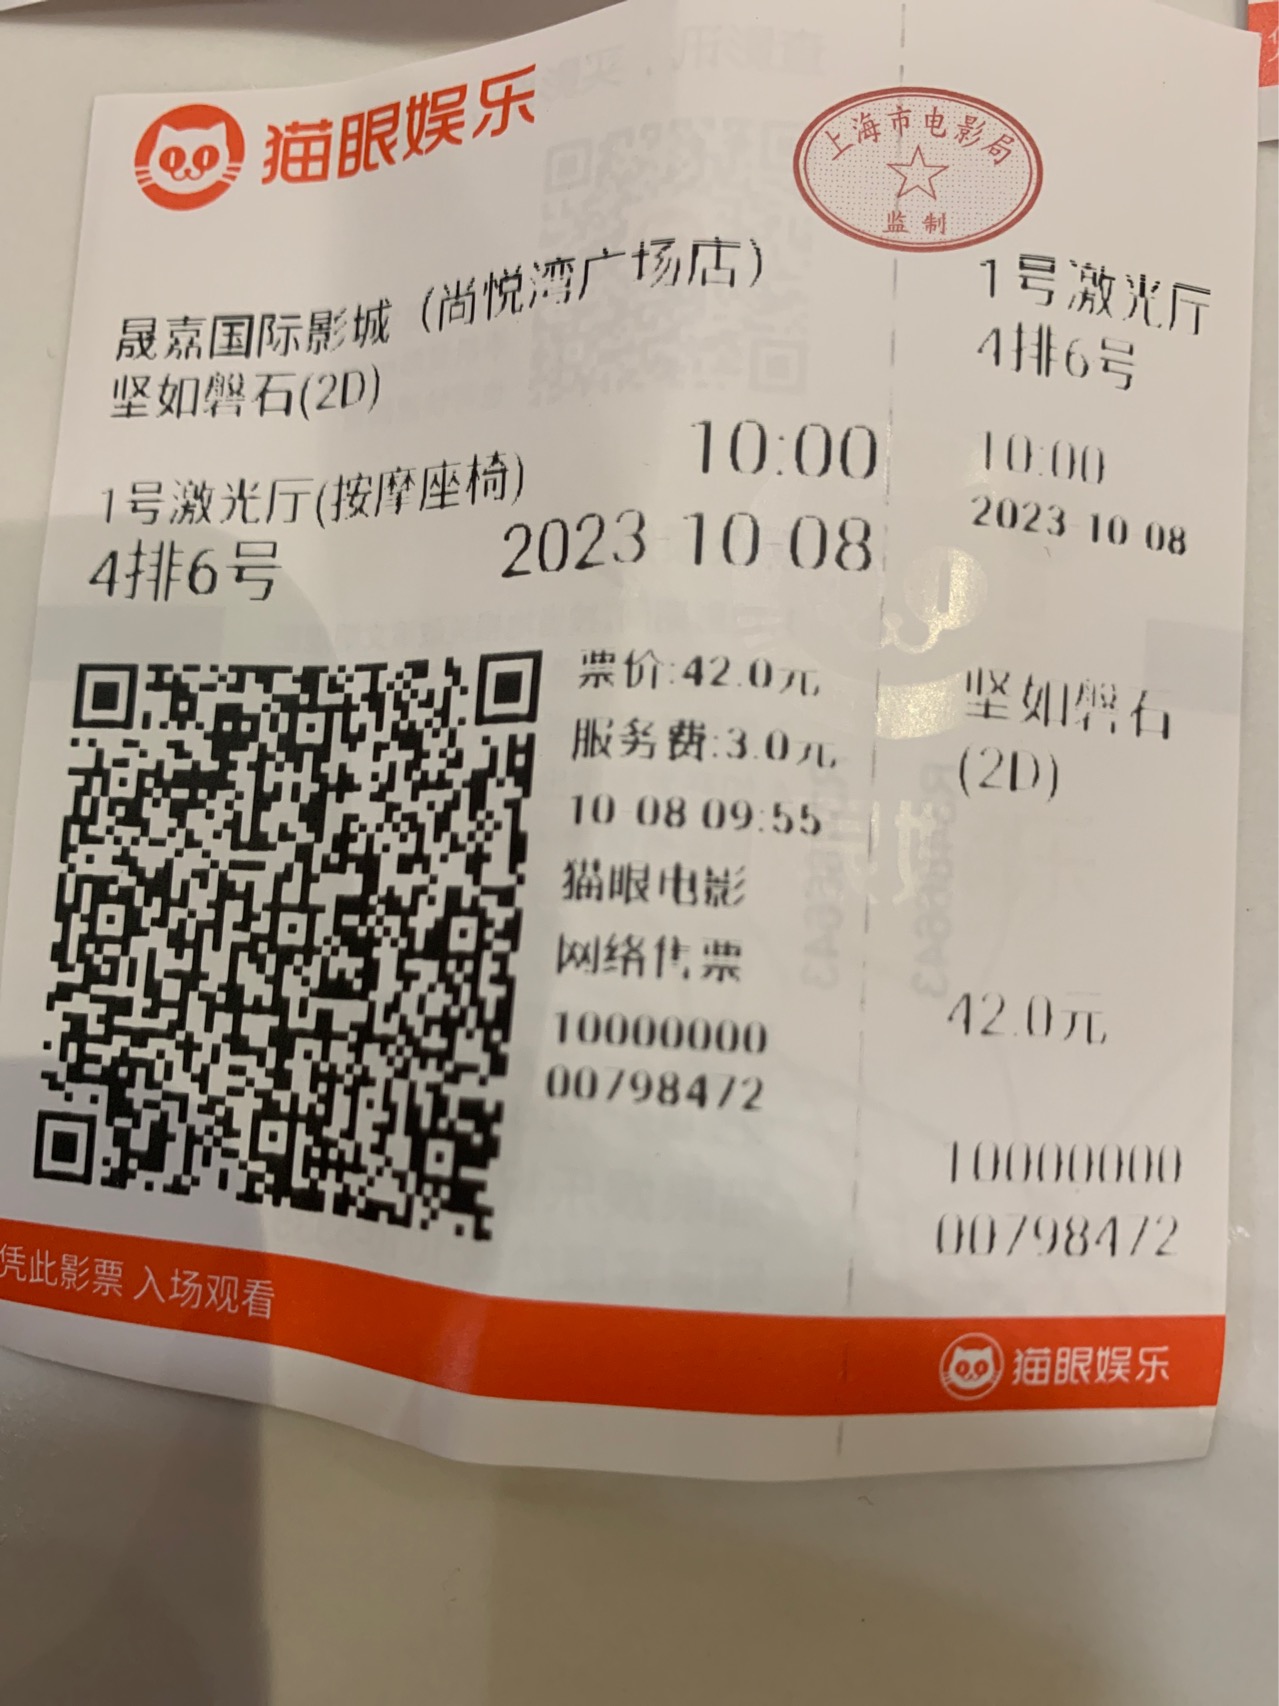 猫眼娱乐
上海市电影局
监制
晟嘉国际影城（尚悦湾广场店）
坚如磐石(2D)
10:00
1号激光厅(按摩座椅)
2023-10-08
4排6号
票价:42.0元
服务费:3.0元
10-08 09:55
猫眼电影
网络售票
10000000
00798472
1号激光厅
4排6号
10:00
2023-10-08
坚如磐石
(2D)
42.0元
10000000
00798472
凭此影票 入场观看
猫眼娱乐